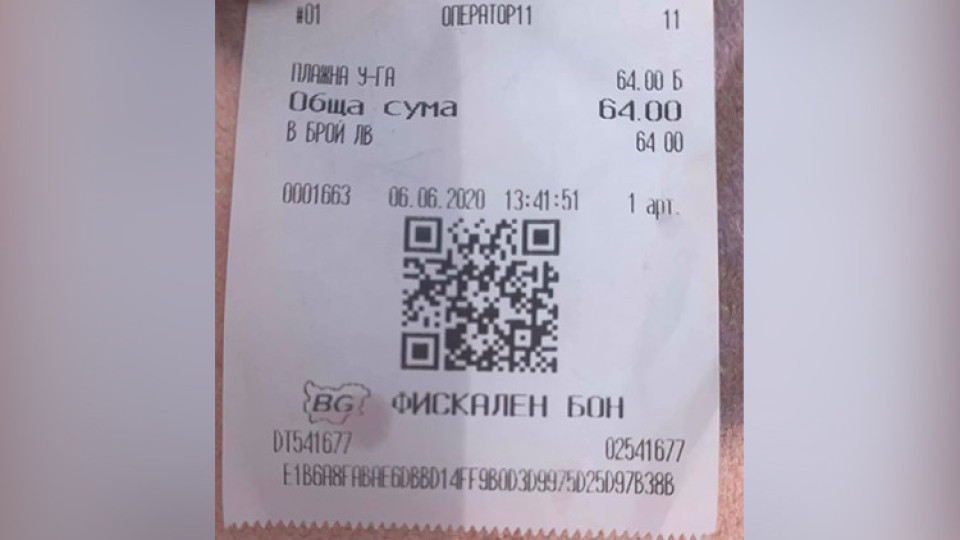 #01 ОПЕРАТОР11 11
ПЛАЖНА У-ГА 64.00 Б
Обща сума 64.00
В БРОЙ ЛВ 64 00
0001663 06.06.2020 13:41:51 1 арт.
BG ФИСКАЛЕН БОН
DT541677 02541677
E1B6A8FABAE6DBBD14FF9B0D3D9975D25D97B38B